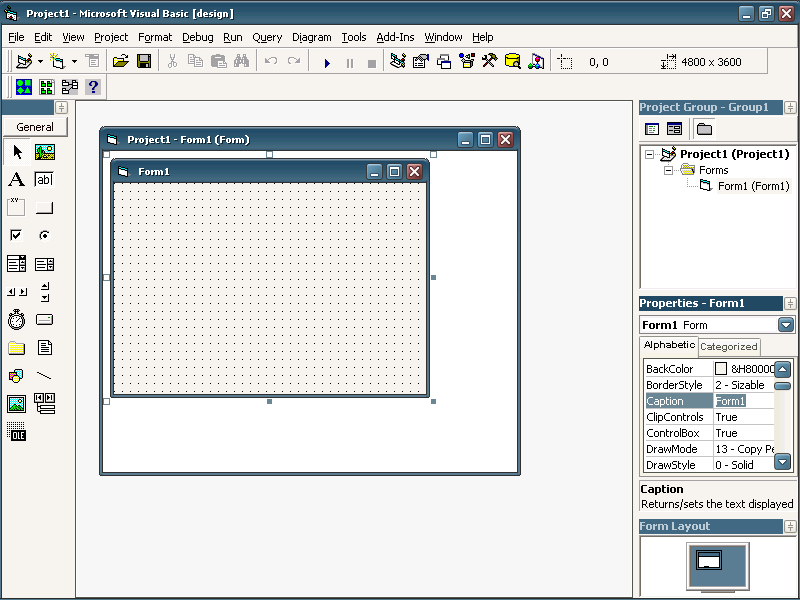 Project1 - Microsoft Visual Basic [design]
File Edit View Project Format Debug Run Query Diagram Tools Add-Ins Window Help
0, 0 4800 x 3600
?
General
A ab
XY
OLE
Project1 - Form1 (Form)
Form1
Project Group - Group1
Project1 (Project1)
Forms
Form1 (Form1)
Properties - Form1
Form1 Form
Alphabetic Categorized
BackColor &H80000
BorderStyle 2 - Sizable
Caption Form1
ClipControls True
ControlBox True
DrawMode 13 - Copy Pe
DrawStyle 0 - Solid
Caption
Returns/sets the text displayed
Form Layout